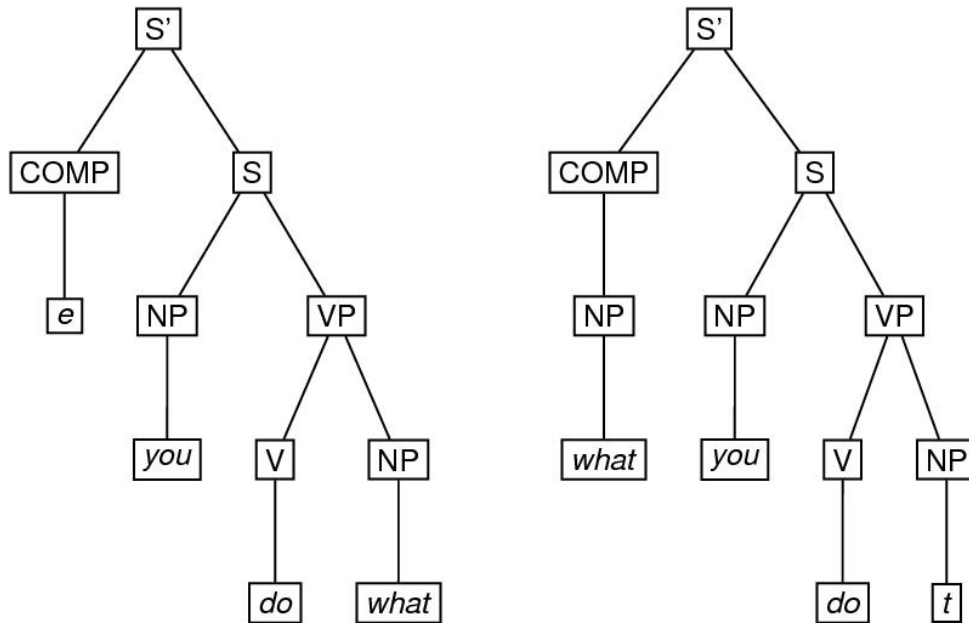 S’ S’
COMP S COMP S
e NP VP NP NP VP
you V NP what you V NP
do what do t